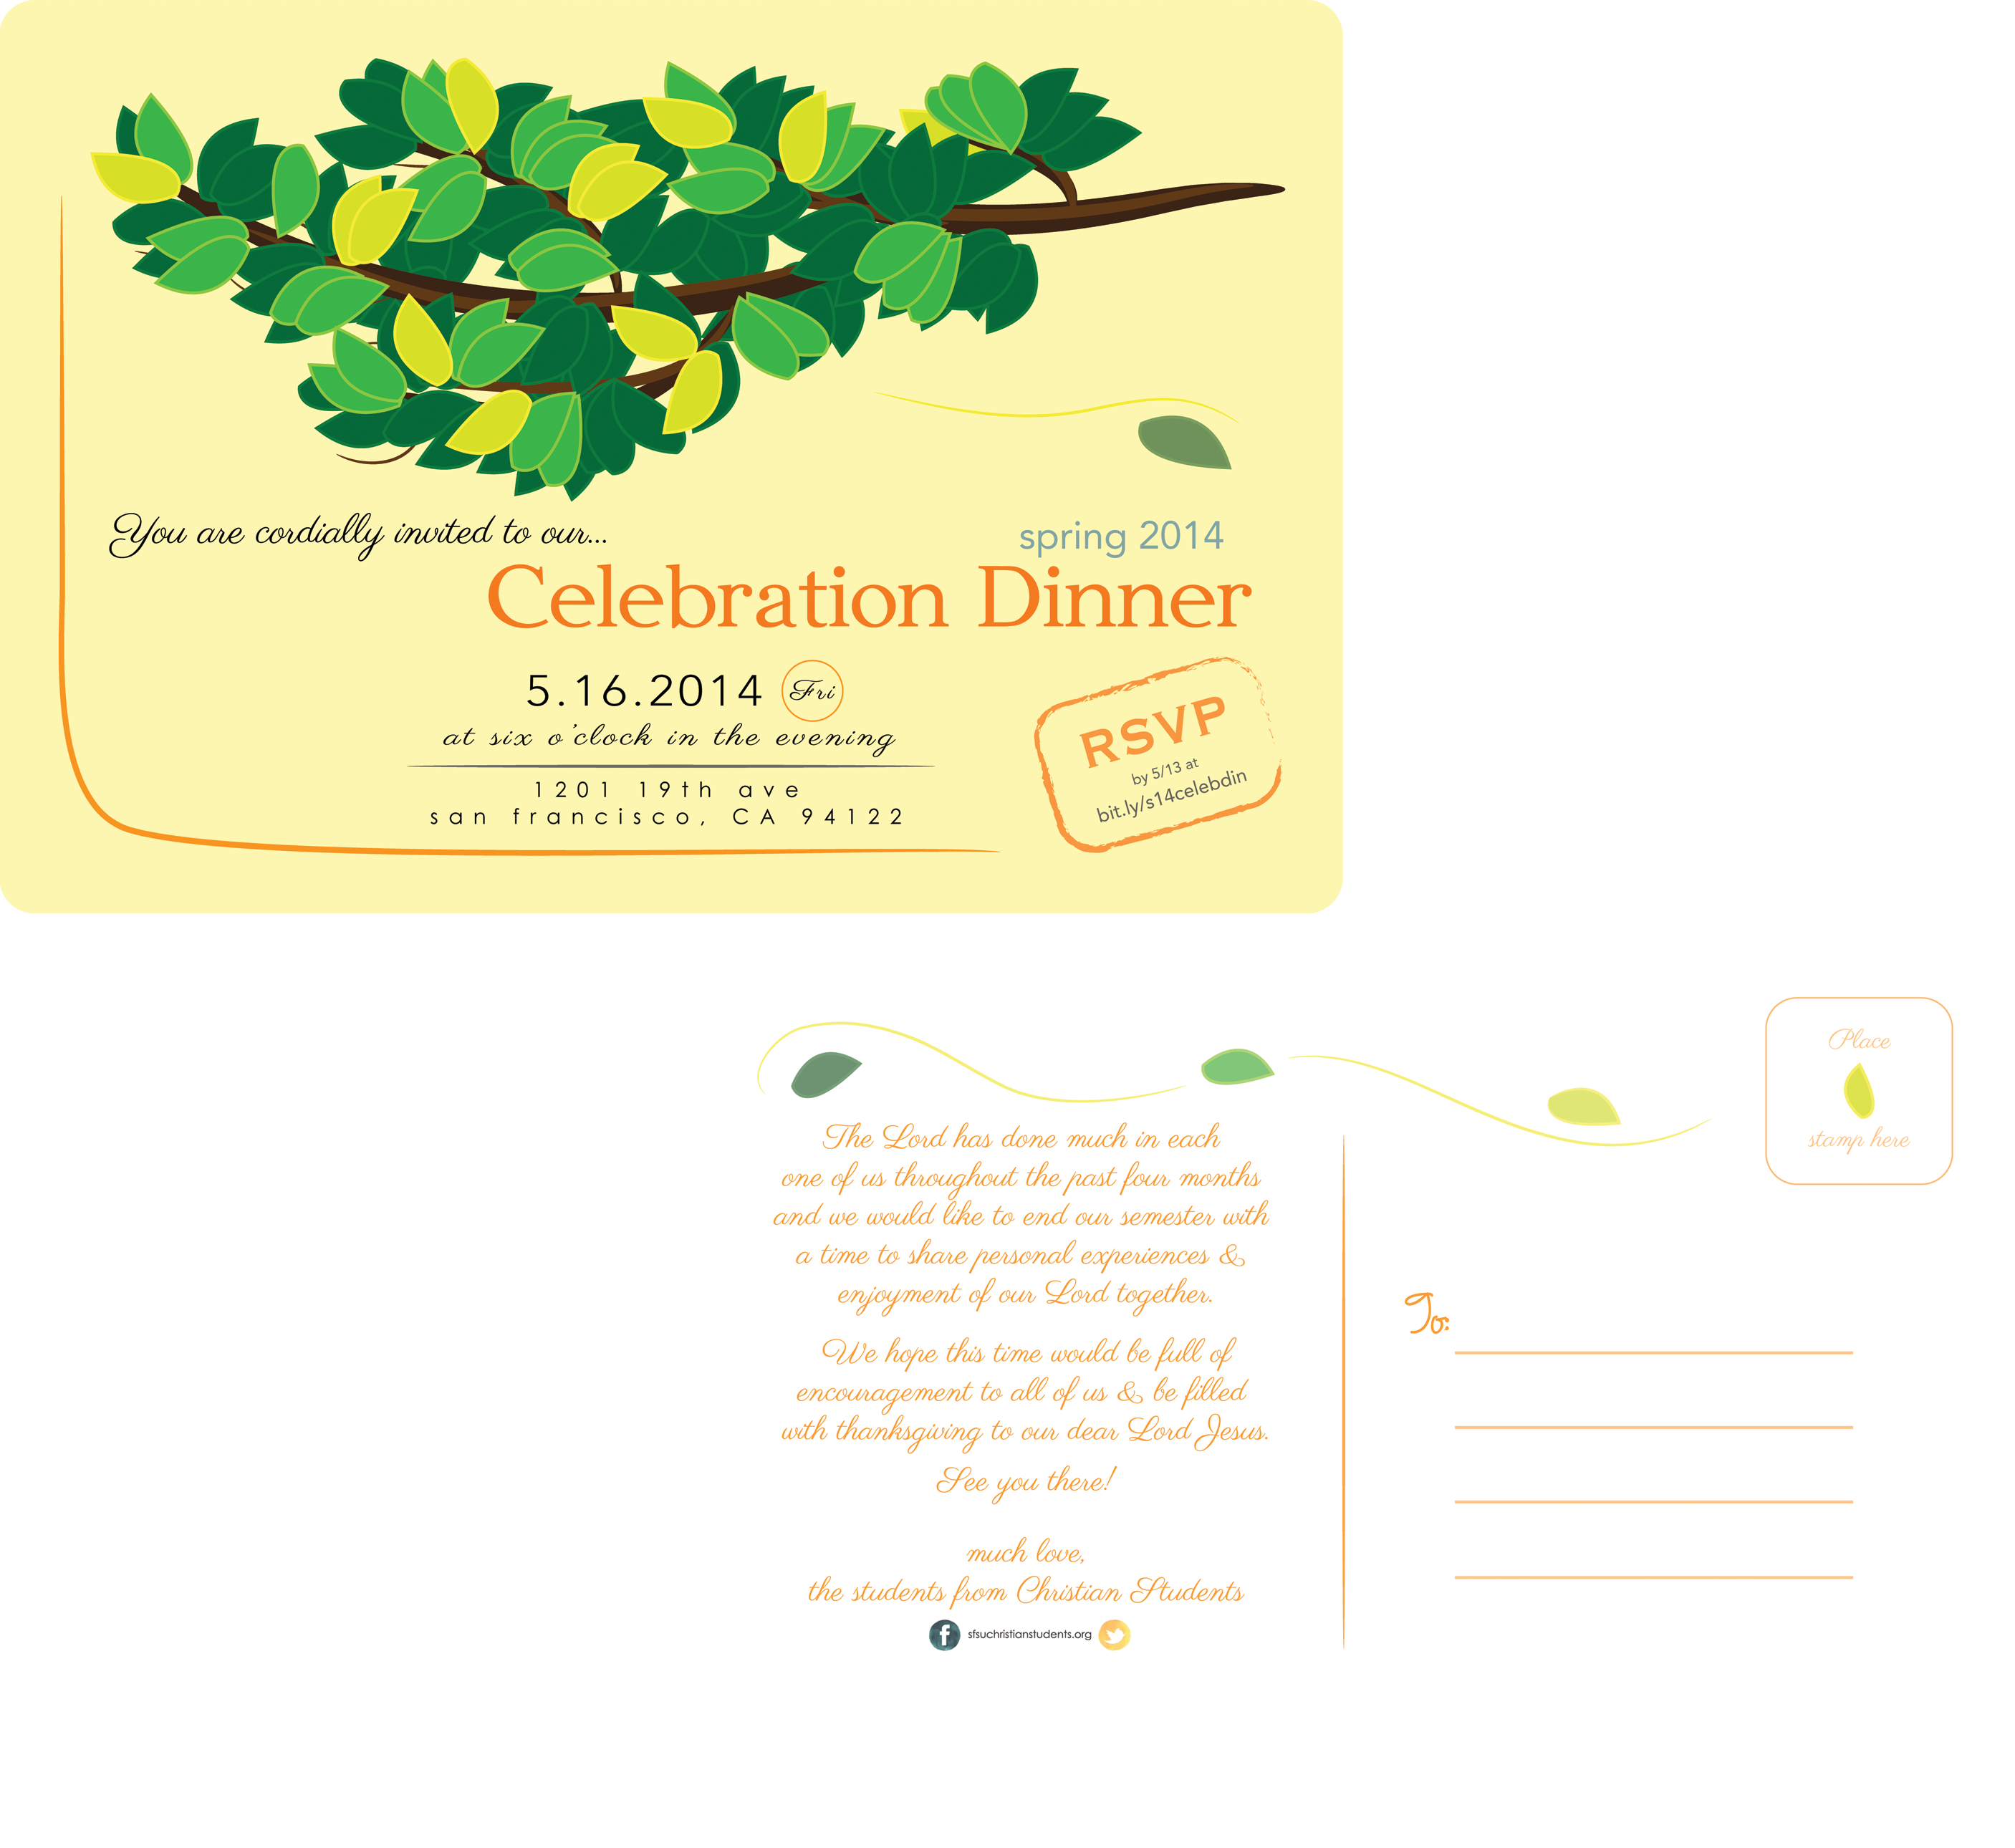 You are cordially invited to our...
spring 2014
Celebration Dinner
5.16.2014 Fri
at six o'clock in the evening
1201 19th ave
san francisco, CA 94122
RSVP
by 5/13 at
bit.ly/s14celebdin
Place
stamp here
The Lord has done much in each
one of us throughout the past four months
and we would like to end our semester with
a time to share personal experiences &
enjoyment of our Lord together.
We hope this time would be full of
encouragement to all of us & be filled
with thanksgiving to our dear Lord Jesus.
See you there!
much love,
the students from Christian Students
f sfsuchristianstudents.org
To: